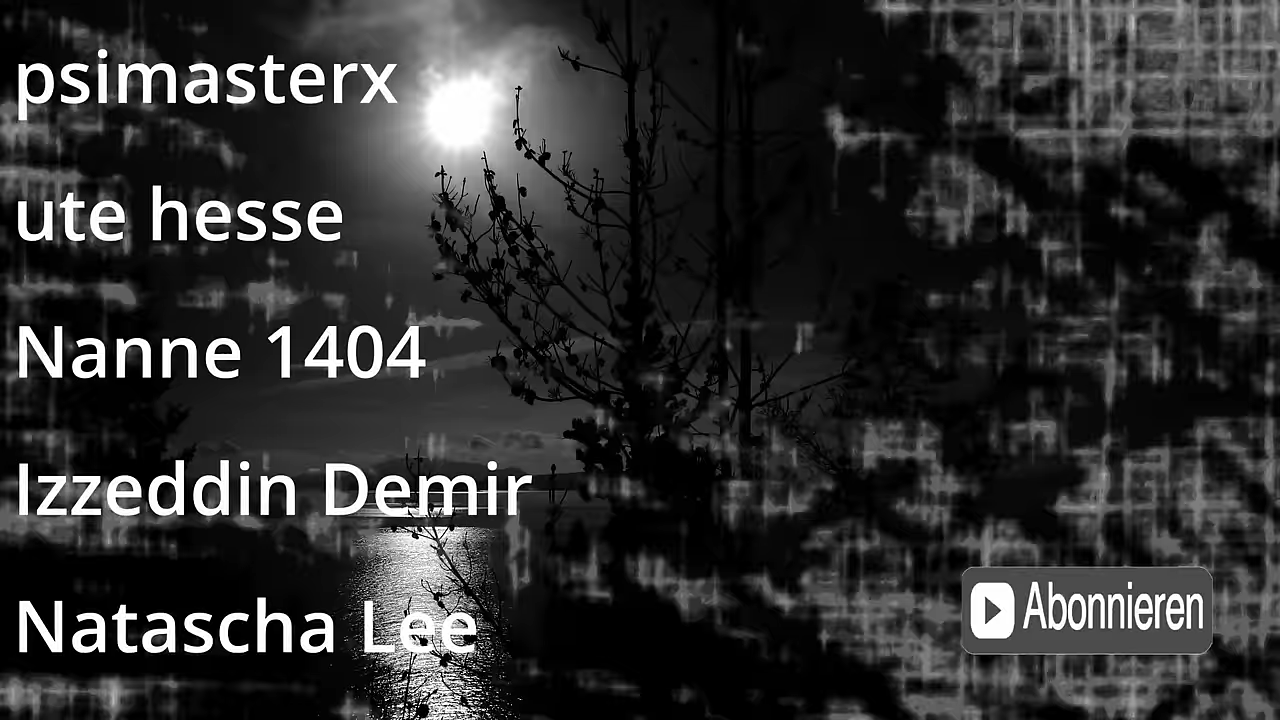 psimasterx
ute hesse
Nanne 1404
Izzeddin Demir
Natascha Lee
Abonnieren